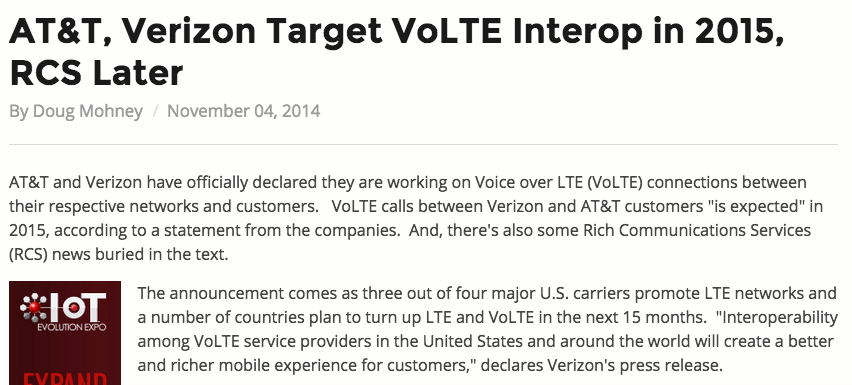 AT&T, Verizon Target VoLTE Interop in 2015,
RCS Later
By Doug Mohney / November 04, 2014
AT&T and Verizon have officially declared they are working on Voice over LTE (VoLTE) connections between
their respective networks and customers.   VoLTE calls between Verizon and AT&T customers "is expected" in
2015, according to a statement from the companies.  And, there's also some Rich Communications Services
(RCS) news buried in the text.
IoT
EVOLUTION EXPO
EXPAND
The announcement comes as three out of four major U.S. carriers promote LTE networks and
a number of countries plan to turn up LTE and VoLTE in the next 15 months.  "Interoperability
among VoLTE service providers in the United States and around the world will create a better
and richer mobile experience for customers," declares Verizon's press release.